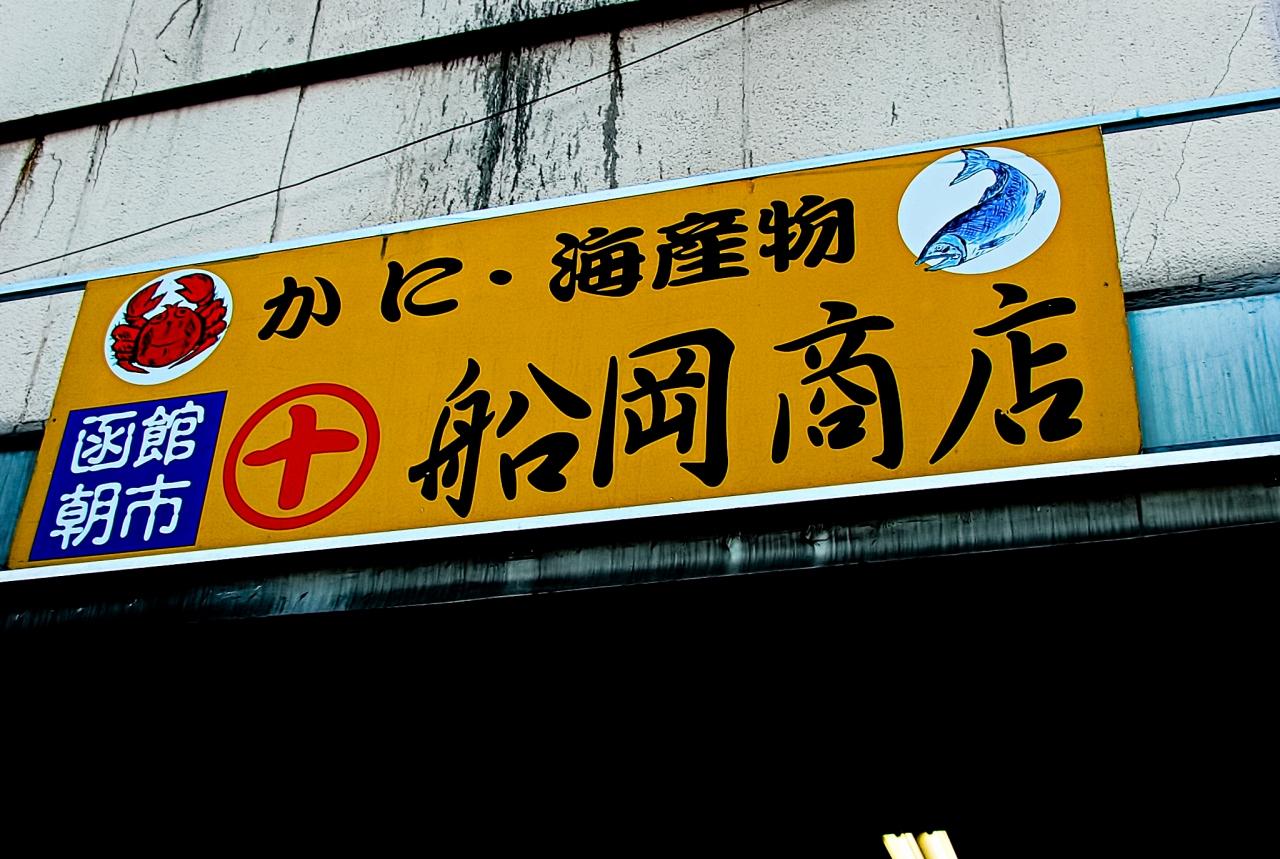 かに・海産物
函館
朝市
十 船岡商店